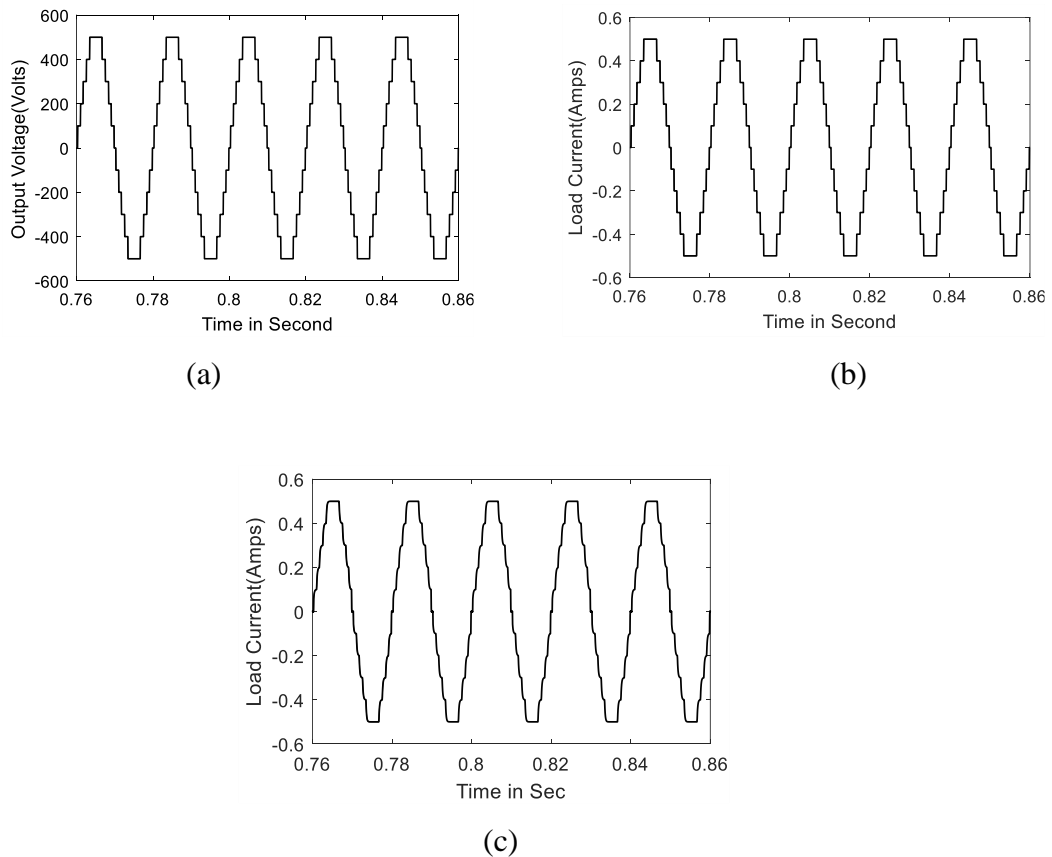 600
400
200
0
-200
-400
-600
Output Voltage(Volts)
0.76 0.78 0.8 0.82 0.84 0.86
Time in Second
(a)
0.6
0.4
0.2
0
-0.2
-0.4
-0.6
Load Current(Amps)
0.76 0.78 0.8 0.82 0.84 0.86
Time in Second
(b)
0.6
0.4
0.2
0
-0.2
-0.4
-0.6
Load Current(Amps)
0.76 0.78 0.8 0.82 0.84 0.86
Time in Sec
(c)